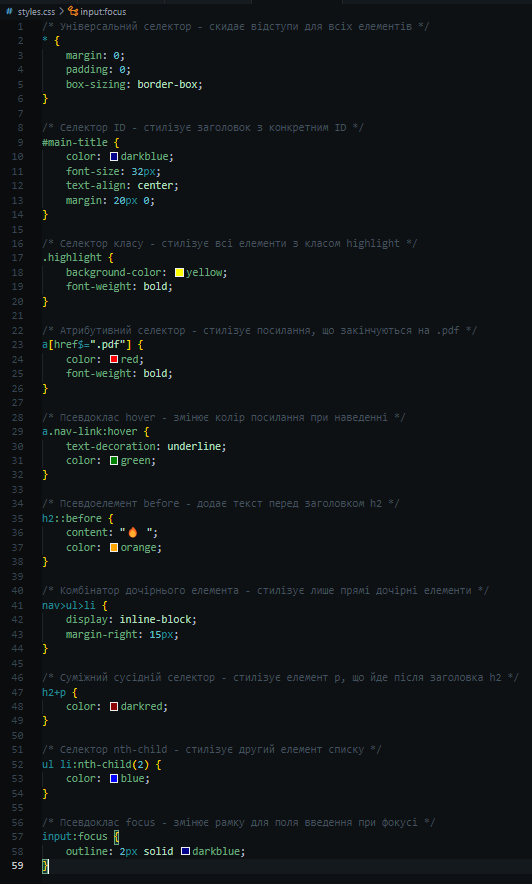 # styles.css > input:focus
1 /* Універсальний селектор - скидає відступи для всіх елементів */
2 * {
3 margin: 0;
4 padding: 0;
5 box-sizing: border-box;
6 }
7
8 /* Селектор ID - стилізує заголовок з конкретним ID */
9 #main-title {
10 color: darkblue;
11 font-size: 32px;
12 text-align: center;
13 margin: 20px 0;
14 }
15
16 /* Селектор класу - стилізує всі елементи з класом highlight */
17 .highlight {
18 background-color: yellow;
19 font-weight: bold;
20 }
21
22 /* Атрибутивний селектор - стилізує посилання, що закінчуються на .pdf */
23 a[href$=".pdf"] {
24 color: red;
25 font-weight: bold;
26 }
27
28 /* Псевдоклас hover - змінює колір посилання при наведенні */
29 a.nav-link:hover {
30 text-decoration: underline;
31 color: green;
32 }
33
34 /* Псевдоелемент before - додає текст перед заголовком h2 */
35 h2::before {
36 content: "🔥 ";
37 color: orange;
38 }
39
40 /* Комбінатор дочірнього елемента - стилізує лише прямі дочірні елементи */
41 nav>ul>li {
42 display: inline-block;
43 margin-right: 15px;
44 }
45
46 /* Суміжний сусідній селектор - стилізує елемент p, що йде після заголовка h2 */
47 h2+p {
48 color: darkred;
49 }
50
51 /* Селектор nth-child - стилізує другий елемент списку */
52 ul li:nth-child(2) {
53 color: blue;
54 }
55
56 /* Псевдоклас focus - змінює рамку для поля введення при фокусі */
57 input:focus {
58 outline: 2px solid darkblue;
59 }